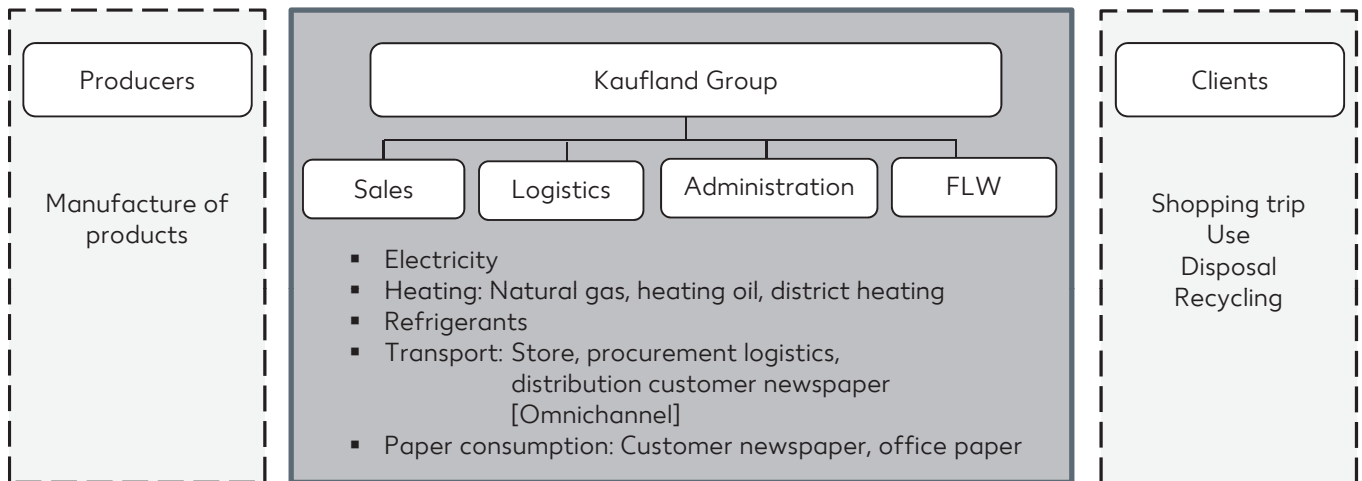 Producers
Manufacture of
products
Kaufland Group
Sales
Logistics
Administration
FLW
▪ Electricity
▪ Heating: Natural gas, heating oil, district heating
▪ Refrigerants
▪ Transport: Store, procurement logistics,
distribution customer newspaper
[Omnichannel]
▪ Paper consumption: Customer newspaper, office paper
Clients
Shopping trip
Use
Disposal
Recycling